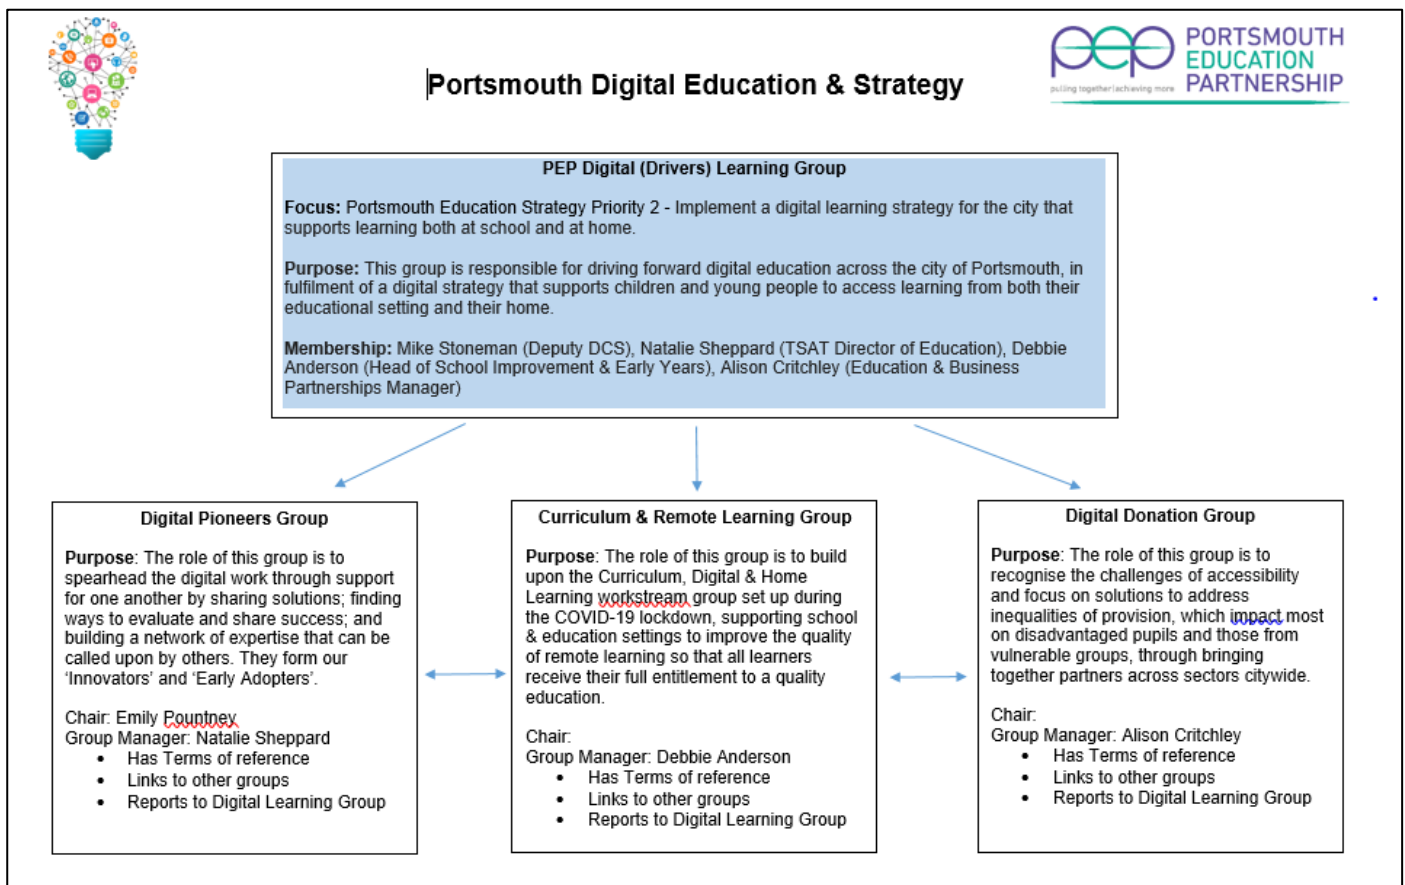 Portsmouth Digital Education & Strategy
pep
pulling together|achieving more
PORTSMOUTH
EDUCATION
PARTNERSHIP
PEP Digital (Drivers) Learning Group
Focus: Portsmouth Education Strategy Priority 2 - Implement a digital learning strategy for the city that
supports learning both at school and at home.
Purpose: This group is responsible for driving forward digital education across the city of Portsmouth, in
fulfilment of a digital strategy that supports children and young people to access learning from both their
educational setting and their home.
Membership: Mike Stoneman (Deputy DCS), Natalie Sheppard (TSAT Director of Education), Debbie
Anderson (Head of School Improvement & Early Years), Alison Critchley (Education & Business
Partnerships Manager)
Digital Pioneers Group
Purpose: The role of this group is to
spearhead the digital work through support
for one another by sharing solutions; finding
ways to evaluate and share success; and
building a network of expertise that can be
called upon by others. They form our
‘Innovators’ and ‘Early Adopters’.
Chair: Emily Pountney
Group Manager: Natalie Sheppard
• Has Terms of reference
• Links to other groups
• Reports to Digital Learning Group
Curriculum & Remote Learning Group
Purpose: The role of this group is to build
upon the Curriculum, Digital & Home
Learning workstream group set up during
the COVID-19 lockdown, supporting school
& education settings to improve the quality
of remote learning so that all learners
receive their full entitlement to a quality
education.
Chair:
Group Manager: Debbie Anderson
• Has Terms of reference
• Links to other groups
• Reports to Digital Learning Group
Digital Donation Group
Purpose: The role of this group is to
recognise the challenges of accessibility
and focus on solutions to address
inequalities of provision, which impact most
on disadvantaged pupils and those from
vulnerable groups, through bringing
together partners across sectors citywide.
Chair:
Group Manager: Alison Critchley
• Has Terms of reference
• Links to other groups
• Reports to Digital Learning Group